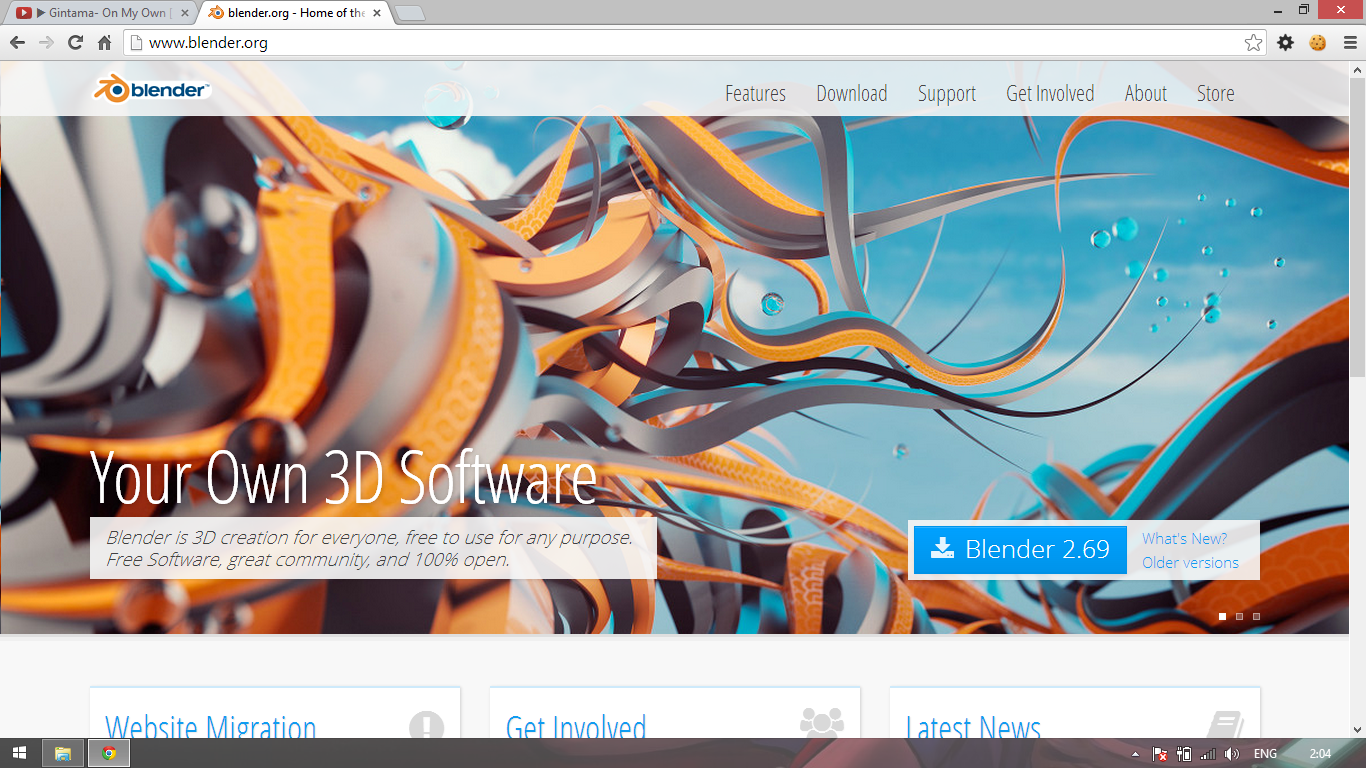 ▶ Gintama- On My Own [
blender.org - Home of the
www.blender.org
blender™
Features Download Support Get Involved About Store
Your Own 3D Software
Blender is 3D creation for everyone, free to use for any purpose.
Free Software, great community, and 100% open.
Blender 2.69
What's New?
Older versions
Website Migration
Get Involved
Latest News
ENG 2:04